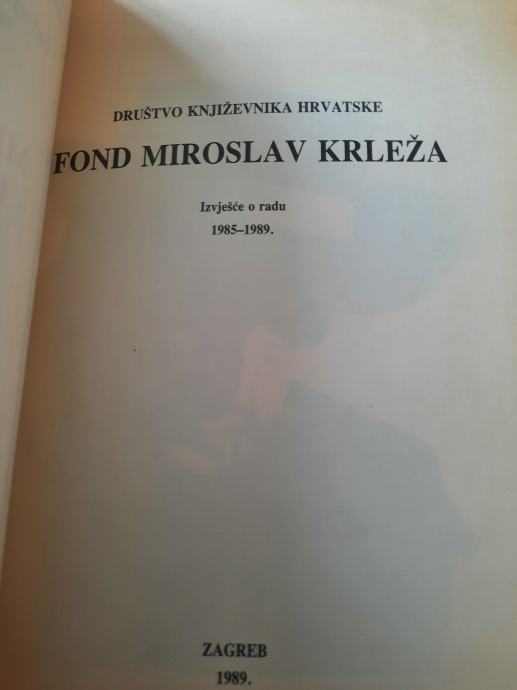 DRUŠTVO KNJIŽEVNIKA HRVATSKE
FOND MIROSLAV KRLEŽA
Izvješće o radu
1985–1989.
ZAGREB
1989.